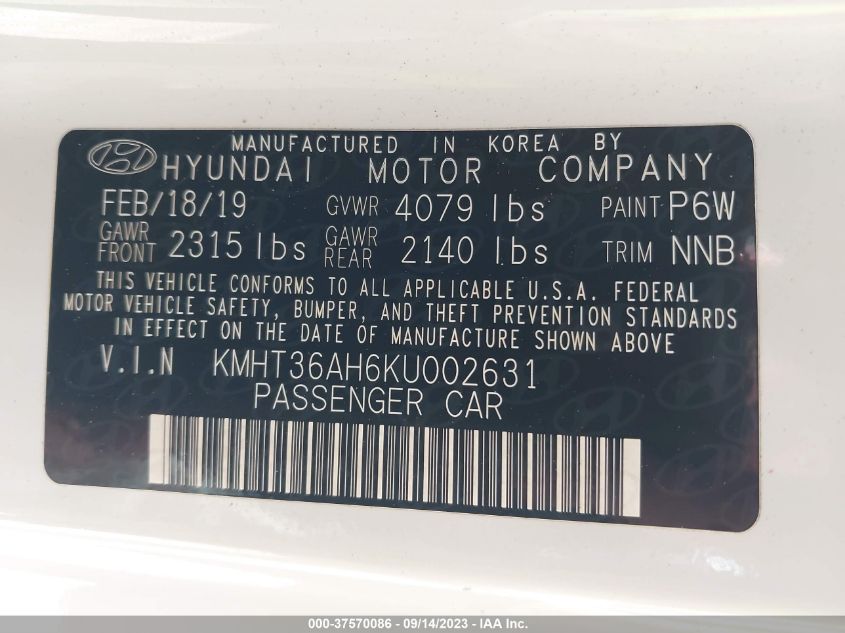 MANUFACTURED IN KOREA BY
HYUNDAI MOTOR COMPANY
FEB/18/19 GVWR 4079 lbs PAINT P6W
GAWR FRONT 2315 lbs GAWR REAR 2140 lbs TRIM NNB
THIS VEHICLE CONFORMS TO ALL APPLICABLE U.S.A. FEDERAL
MOTOR VEHICLE SAFETY, BUMPER, AND THEFT PREVENTION STANDARDS
IN EFFECT ON THE DATE OF MANUFACTURE SHOWN ABOVE
V.I.N KMHT36AH6KU002631
PASSENGER CAR
000-37570086 - 09/14/2023 - IAA Inc.